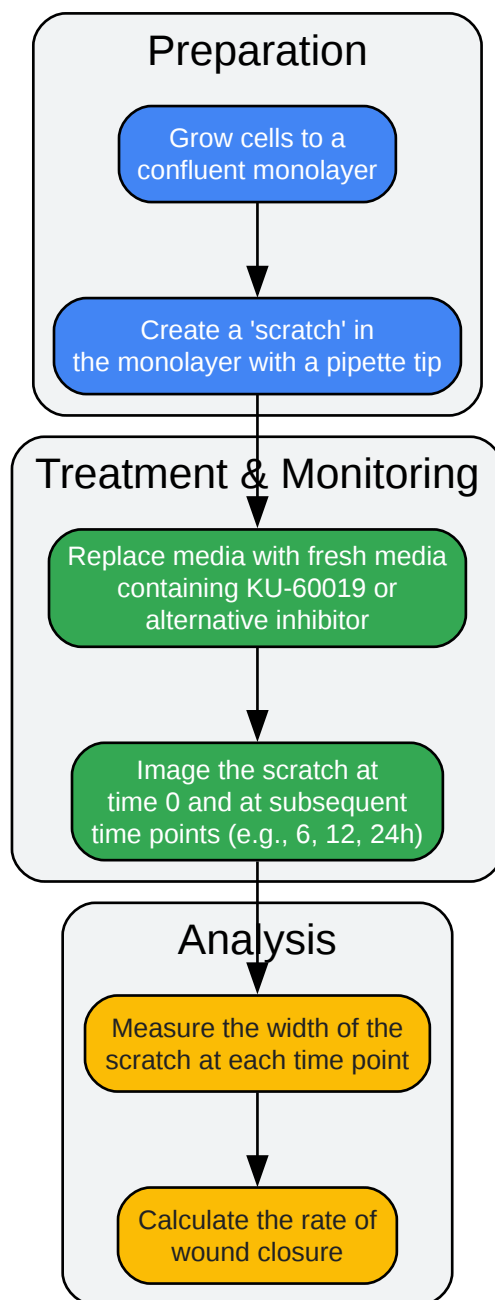 Preparation
Grow cells to a
confluent monolayer
Create a 'scratch' in
the monolayer with a pipette tip
Treatment & Monitoring
Replace media with fresh media
containing KU-60019 or
alternative inhibitor
Image the scratch at
time 0 and at subsequent
time points (e.g., 6, 12, 24h)
Analysis
Measure the width of the
scratch at each time point
Calculate the rate of
wound closure